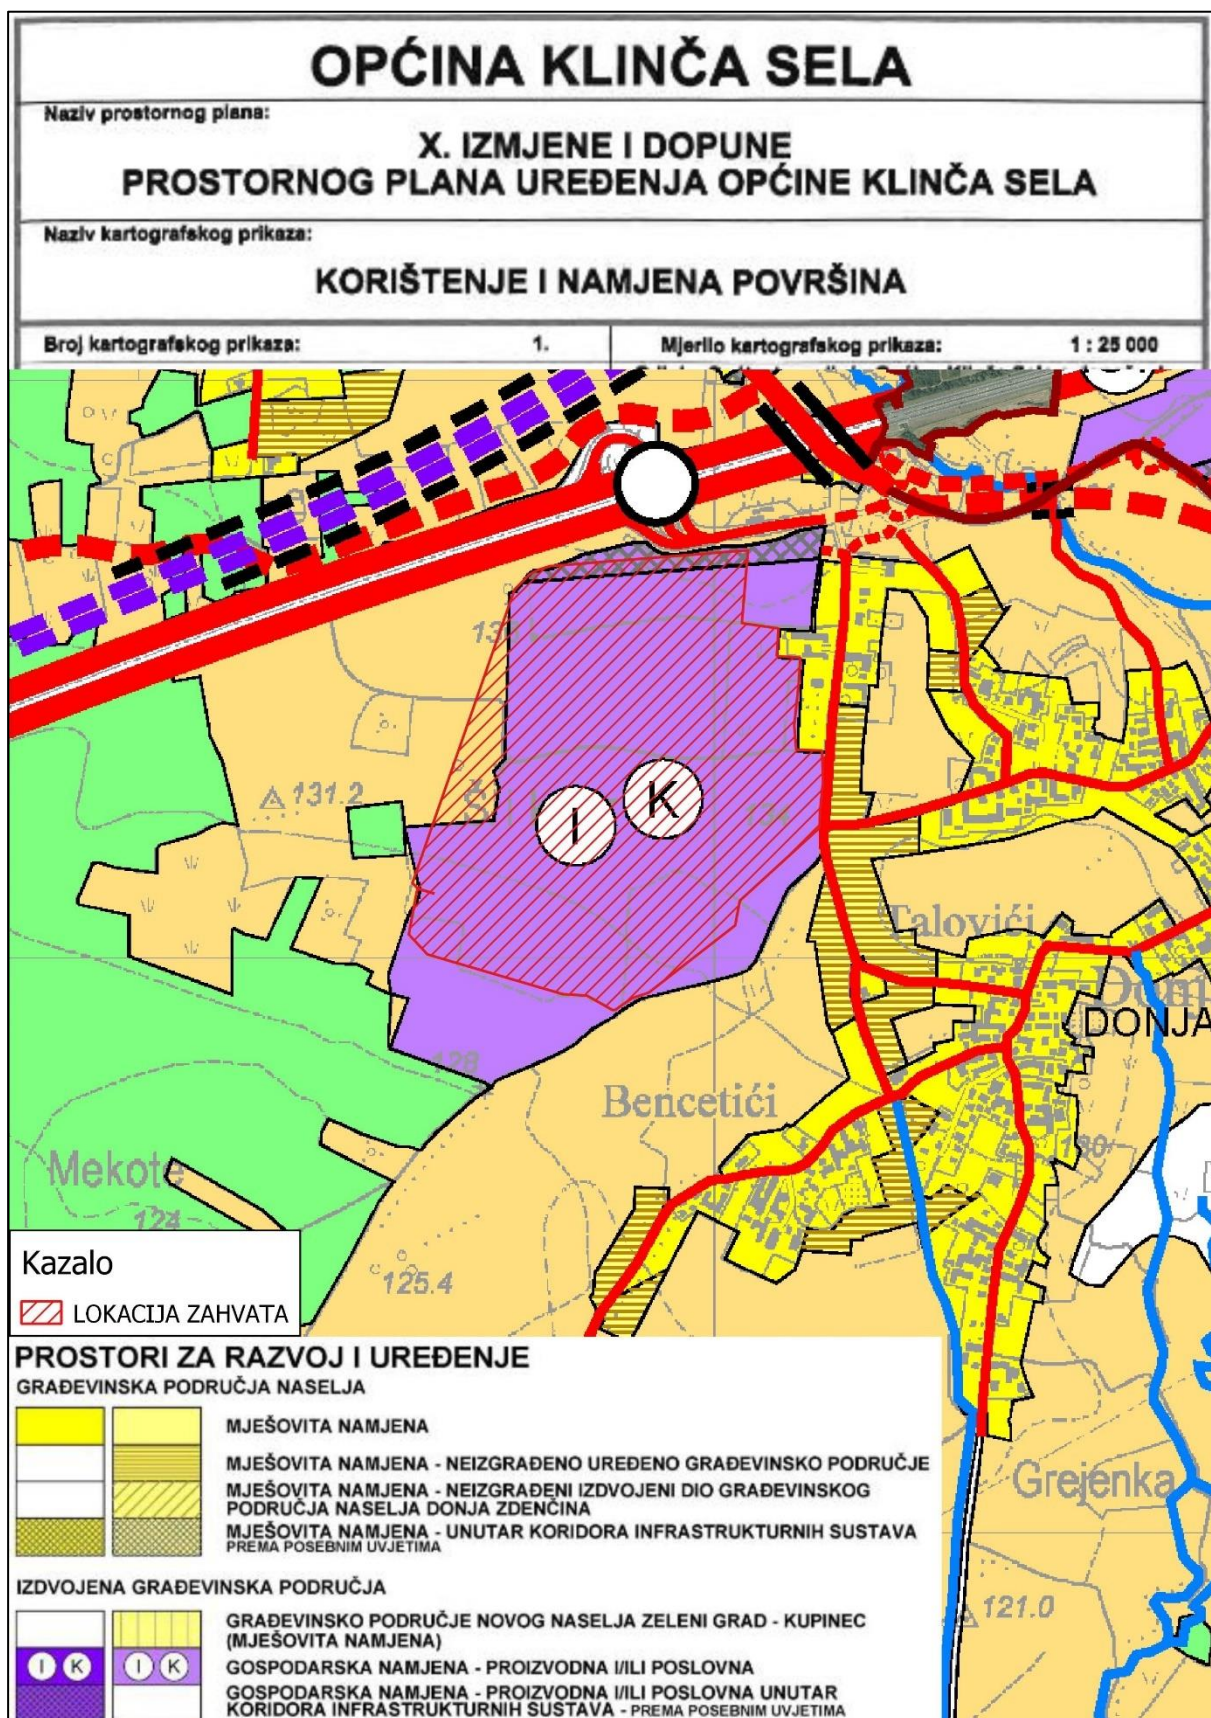 OPĆINA KLINČA SELA
Naziv prostornog plana:
X. IZMJENE I DOPUNE
PROSTORNOG PLANA UREĐENJA OPĆINE KLINČA SELA
Naziv kartografskog prikaza:
KORIŠTENJE I NAMJENA POVRŠINA
Broj kartografskog prikaza: 1.
Mjerilo kartografskog prikaza: 1 : 25 000
131.2
I
K
134
Talovići
Donj
DONJA
128
Bencetići
130
Mekote
124
125.4
Kazalo
LOKACIJA ZAHVATA
Grejenka
121.0
PROSTORI ZA RAZVOJ I UREĐENJE
GRAĐEVINSKA PODRUČJA NASELJA
MJEŠOVITA NAMJENA
MJEŠOVITA NAMJENA - NEIZGRAĐENO UREĐENO GRAĐEVINSKO PODRUČJE
MJEŠOVITA NAMJENA - NEIZGRAĐENI IZDVOJENI DIO GRAĐEVINSKOG
PODRUČJA NASELJA DONJA ZDENČINA
MJEŠOVITA NAMJENA - UNUTAR KORIDORA INFRASTRUKTURNIH SUSTAVA
PREMA POSEBNIM UVJETIMA
IZDVOJENA GRAĐEVINSKA PODRUČJA
GRAĐEVINSKO PODRUČJE NOVOG NASELJA ZELENI GRAD - KUPINEC
(MJEŠOVITA NAMJENA)
I K I K GOSPODARSKA NAMJENA - PROIZVODNA I/ILI POSLOVNA
GOSPODARSKA NAMJENA - PROIZVODNA I/ILI POSLOVNA UNUTAR
KORIDORA INFRASTRUKTURNIH SUSTAVA - PREMA POSEBNIM UVJETIMA